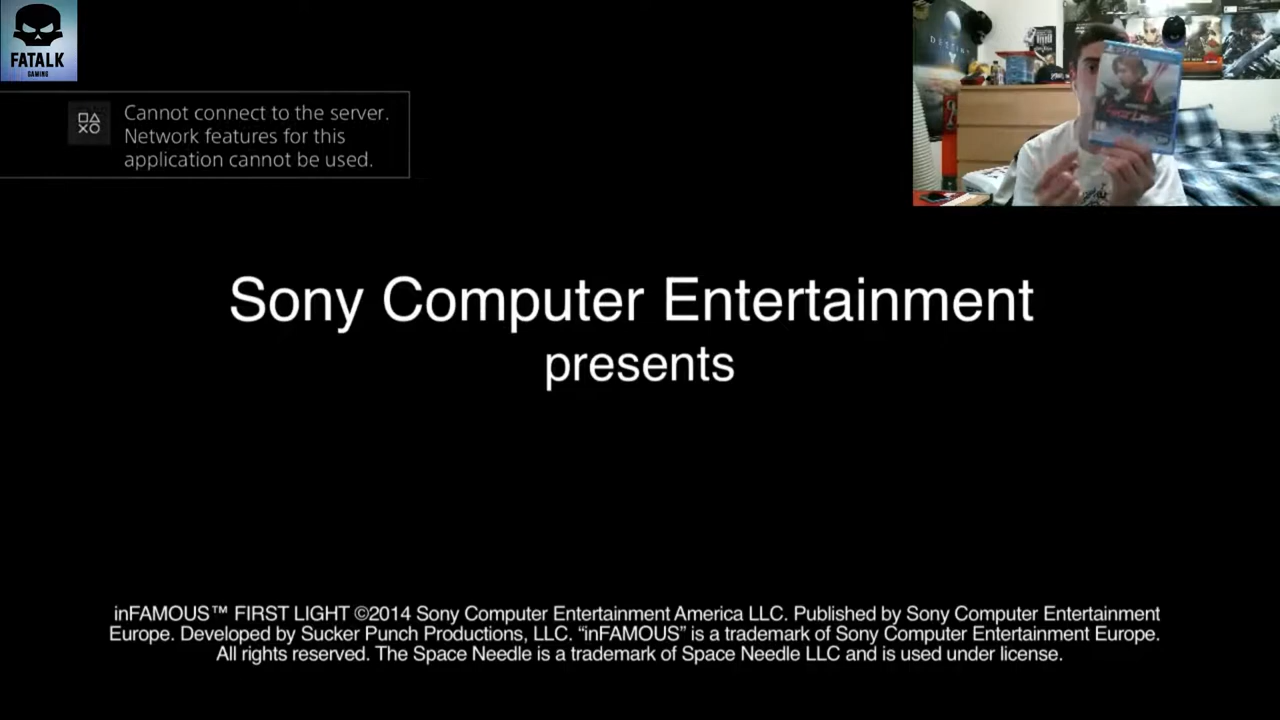 FATALK
GAMING
Cannot connect to the server.
Network features for this
application cannot be used.
DESTINY
Sony Computer Entertainment
presents
inFAMOUS™ FIRST LIGHT ©2014 Sony Computer Entertainment America LLC. Published by Sony Computer Entertainment
Europe. Developed by Sucker Punch Productions, LLC. “inFAMOUS” is a trademark of Sony Computer Entertainment Europe.
All rights reserved. The Space Needle is a trademark of Space Needle LLC and is used under license.